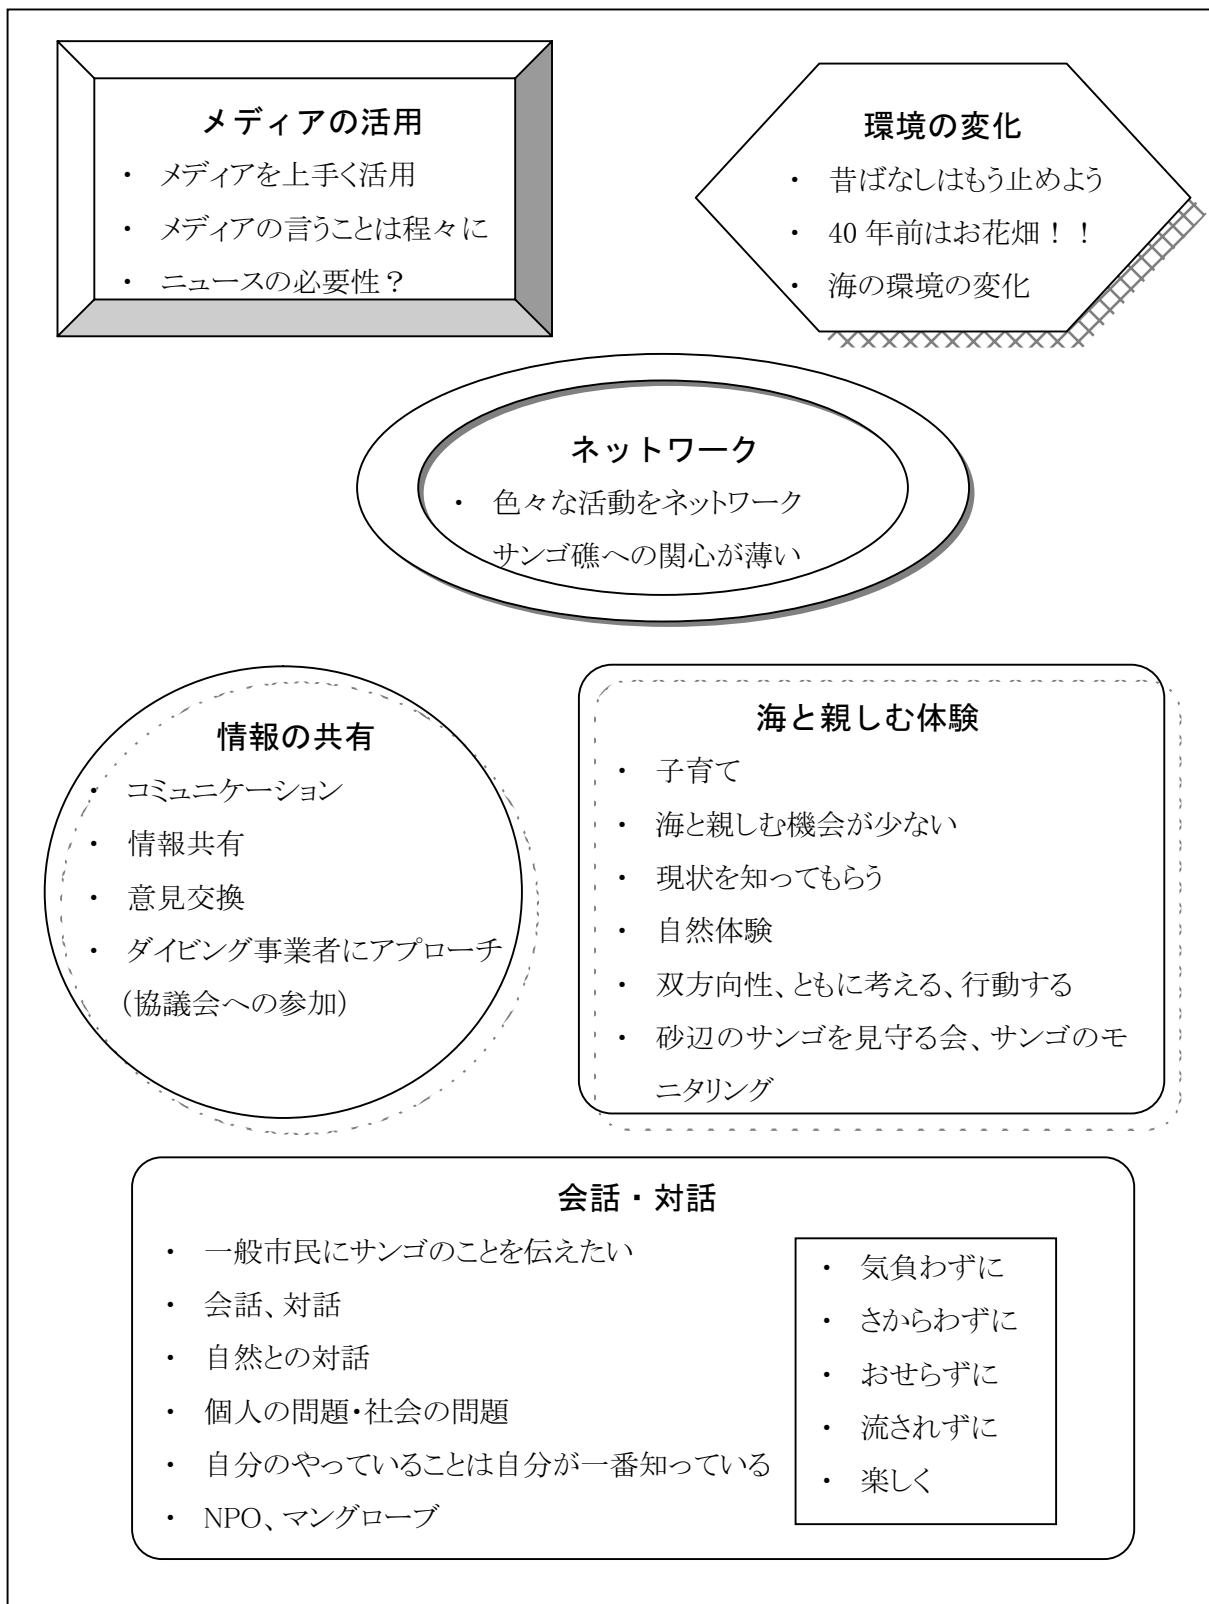 メディアの活用
・ メディアを上手く活用
・ メディアの言うことは程々に
・ ニュースの必要性？
環境の変化
・ 昔ばなしはもう止めよう
・ 40 年前はお花畑！！
・ 海の環境の変化
ネットワーク
・ 色々な活動をネットワーク
サンゴ礁への関心が薄い
情報の共有
・ コミュニケーション
・ 情報共有
・ 意見交換
・ ダイビング事業者にアプローチ
（協議会への参加）
海と親しむ体験
・ 子育て
・ 海と親しむ機会が少ない
・ 現状を知ってもらう
・ 自然体験
・ 双方向性、ともに考える、行動する
・ 砂辺のサンゴを見守る会、サンゴのモ
ニタリング
会話・対話
・ 一般市民にサンゴのことを伝えたい
・ 会話、対話
・ 自然との対話
・ 個人の問題・社会の問題
・ 自分のやっていることは自分が一番知っている
・ NPO、マングローブ
・ 気負わずに
・ さからわずに
・ おせらずに
・ 流されずに
・ 楽しく